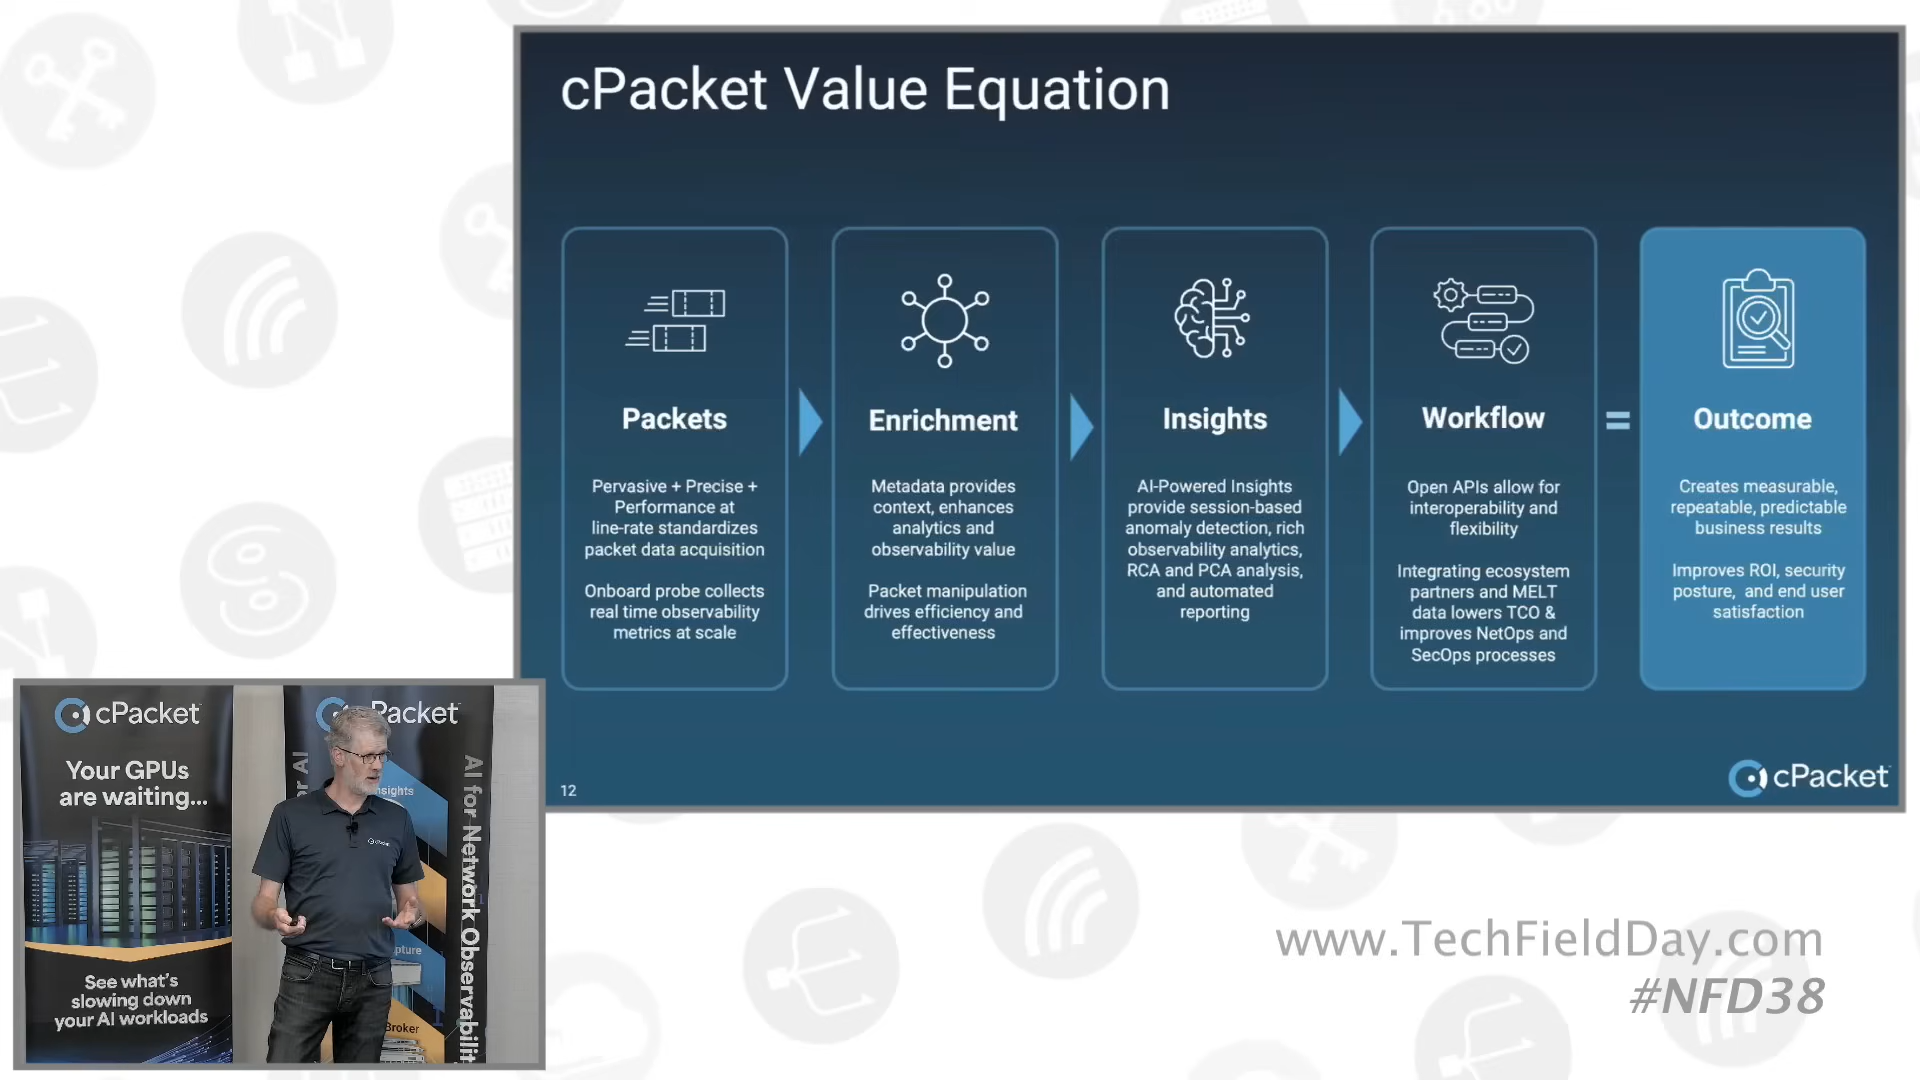 cPacket Value Equation
Packets
Pervasive + Precise +
Performance at
line-rate standardizes
packet data acquisition
Onboard probe collects
real time observability
metrics at scale
Enrichment
Metadata provides
context, enhances
analytics and
observability value
Packet manipulation
drives efficiency and
effectiveness
Insights
AI-Powered Insights
provide session-based
anomaly detection, rich
observability analytics,
RCA and PCA analysis,
and automated
reporting
Workflow
Open APIs allow for
interoperability and
flexibility
Integrating ecosystem
partners and MELT
data lowers TCO &
improves NetOps and
SecOps processes
=
Outcome
Creates measurable,
repeatable, predictable
business results
Improves ROI, security
posture, and end user
satisfaction
12
cPacket
cPacket
Your GPUs
are waiting...
See what's
slowing down
your AI workloads
cPacket
AI for Network Observabilit
nsights
pture
Broker
cPacket
www.TechFieldDay.com
#NFD38